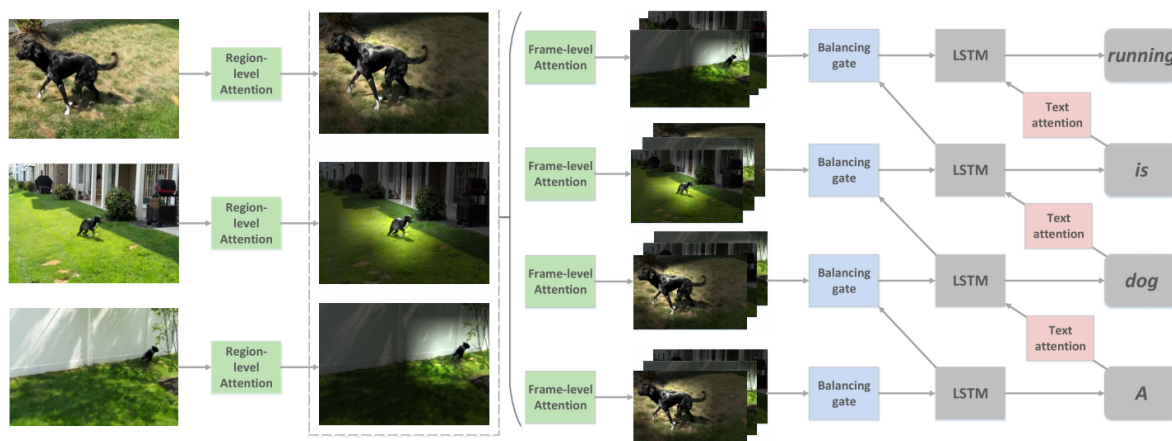 Region-
level
Attention
Frame-level
Attention
Balancing
gate
LSTM
running
Text
attention
Region-
level
Attention
Frame-level
Attention
Balancing
gate
LSTM
is
Text
attention
Frame-level
Attention
Balancing
gate
LSTM
dog
Region-
level
Attention
Text
attention
Frame-level
Attention
Balancing
gate
LSTM
A